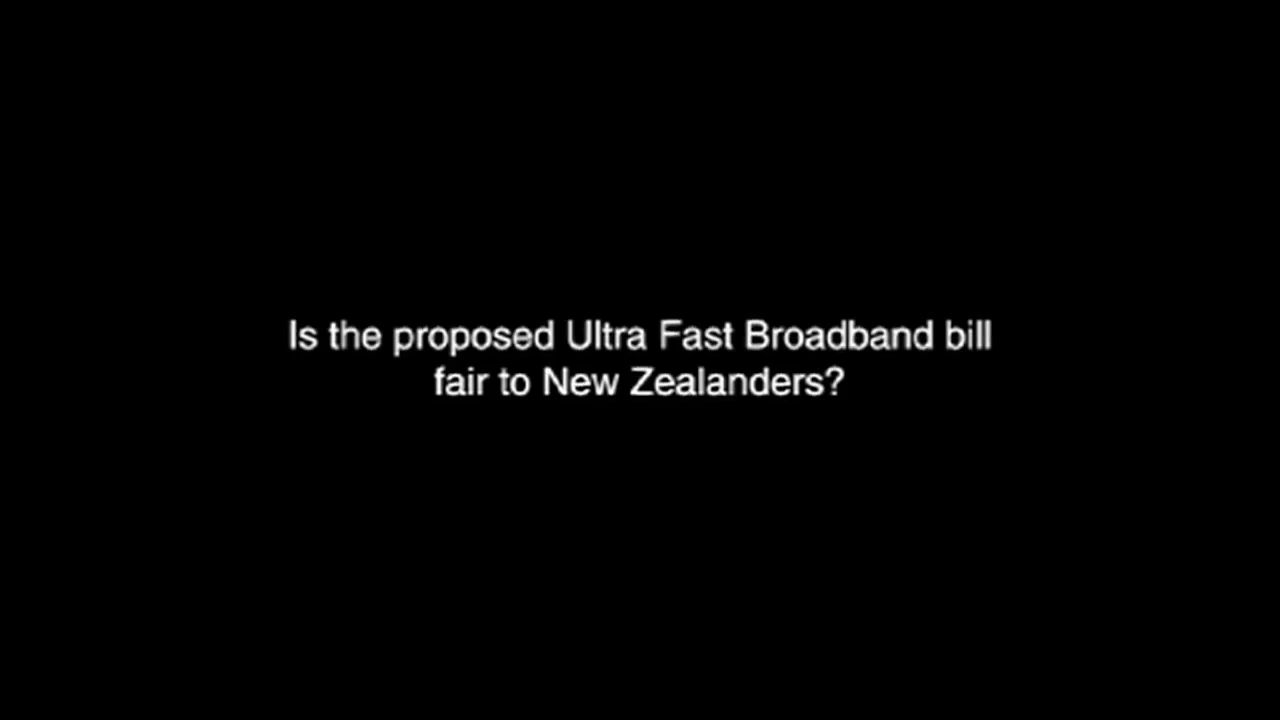 Is the proposed Ultra Fast Broadband bill
fair to New Zealanders?